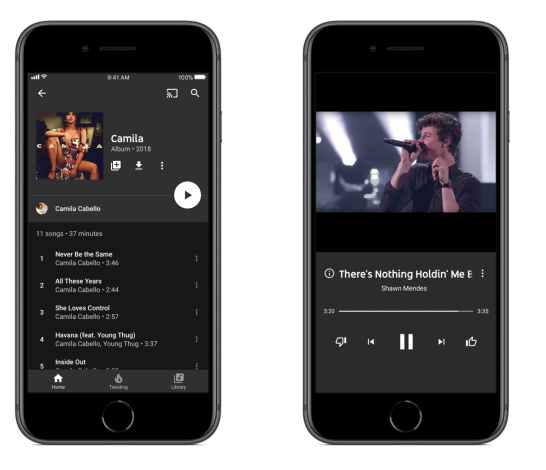 9:41 AM
100%
CAMILA
Camila
Album • 2018
Camila Cabello
11 songs • 37 minutes
1 Never Be the Same
Camila Cabello • 3:46
2 All These Years
Camila Cabello • 2:44
3 She Loves Control
Camila Cabello • 2:57
4 Havana (feat. Young Thug)
Camila Cabello, Young Thug • 3:37
5 Inside Out
Home
Trending
Library
There's Nothing Holdin' Me B
Shawn Mendes
3:20
3:35